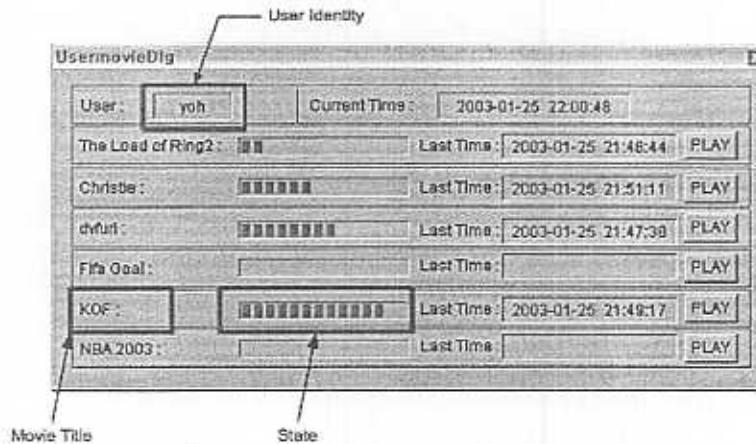 User Identity
UsermovieDlg
User: yoh Current Time: 2003-01-25 22:00:48
The Load of Ring2: Last Time: 2003-01-25 21:46:44 PLAY
Christie: Last Time: 2003-01-25 21:51:11 PLAY
Last Time: 2003-01-25 21:47:38 PLAY
Fifa Goal: Last Time: PLAY
KOF: Last Time: 2003-01-25 21:49:17 PLAY
NBA 2003: Last Time: PLAY
Movie Title
State